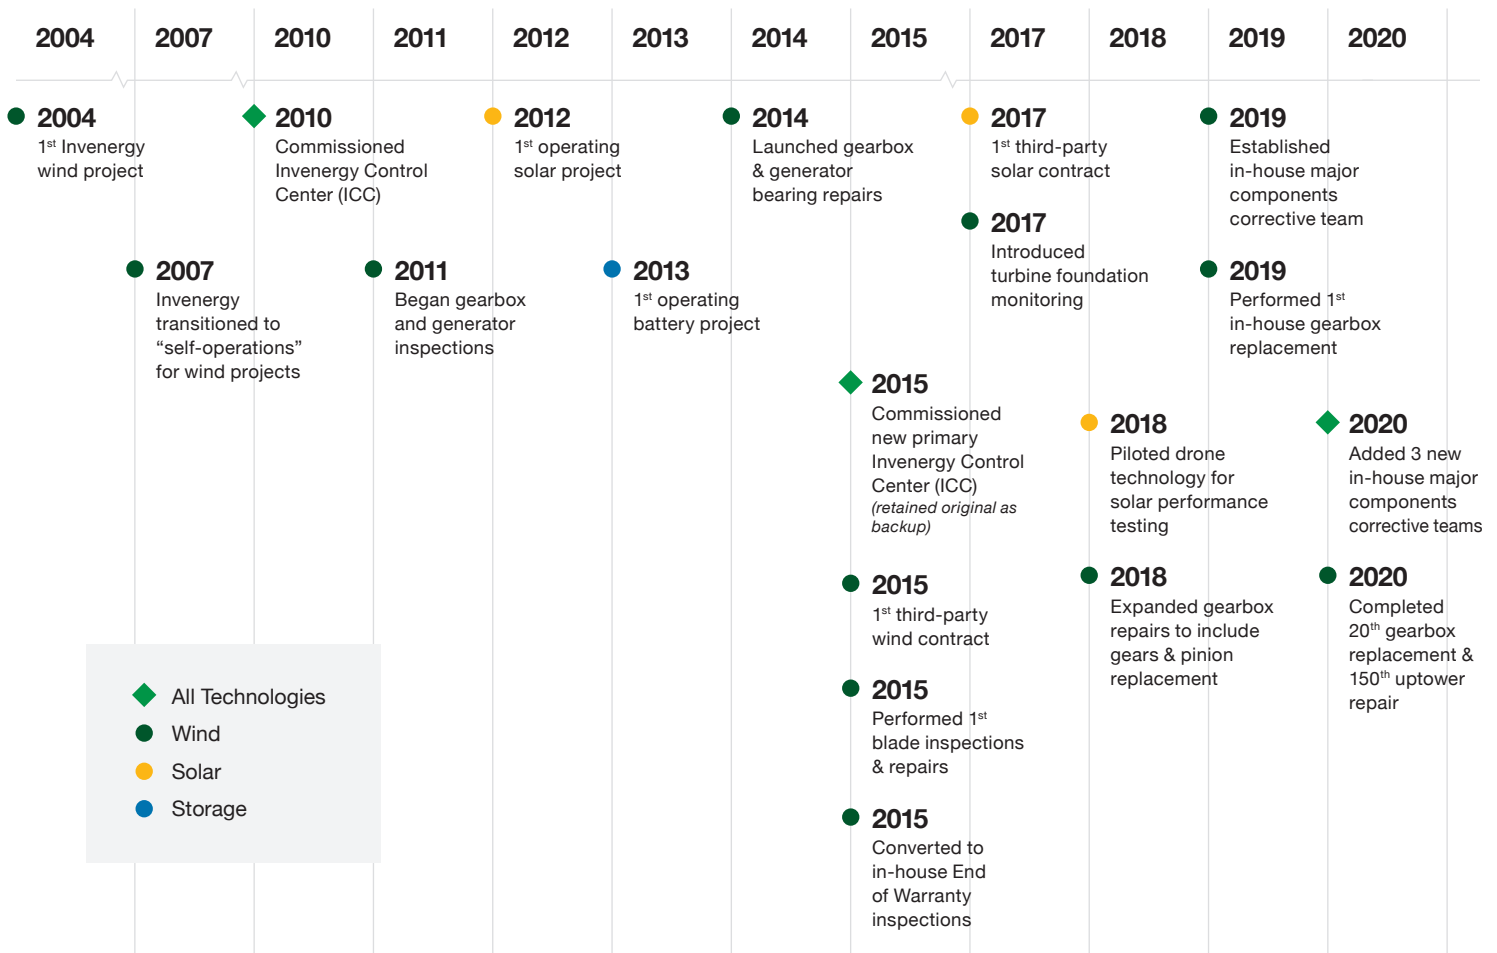 2004 2007 2010 2011 2012 2013 2014 2015 2017 2018 2019 2020
2004
1st Invenergy
wind project
2007
Invenergy
transitioned to
“self-operations”
for wind projects
2010
Commissioned
Invenergy Control
Center (ICC)
2011
Began gearbox
and generator
inspections
2012
1st operating
solar project
2013
1st operating
battery project
2014
Launched gearbox
& generator
bearing repairs
2015
Commissioned
new primary
Invenergy Control
Center (ICC)
(retained original as
backup)
2015
1st third-party
wind contract
2015
Performed 1st
blade inspections
& repairs
2015
Converted to
in-house End
of Warranty
inspections
2017
1st third-party
solar contract
2017
Introduced
turbine foundation
monitoring
2018
Piloted drone
technology for
solar performance
testing
2018
Expanded gearbox
repairs to include
gears & pinion
replacement
2019
Established
in-house major
components
corrective team
2019
Performed 1st
in-house gearbox
replacement
2020
Added 3 new
in-house major
components
corrective teams
2020
Completed
20th gearbox
replacement &
150th uptower
repair
All Technologies
Wind
Solar
Storage